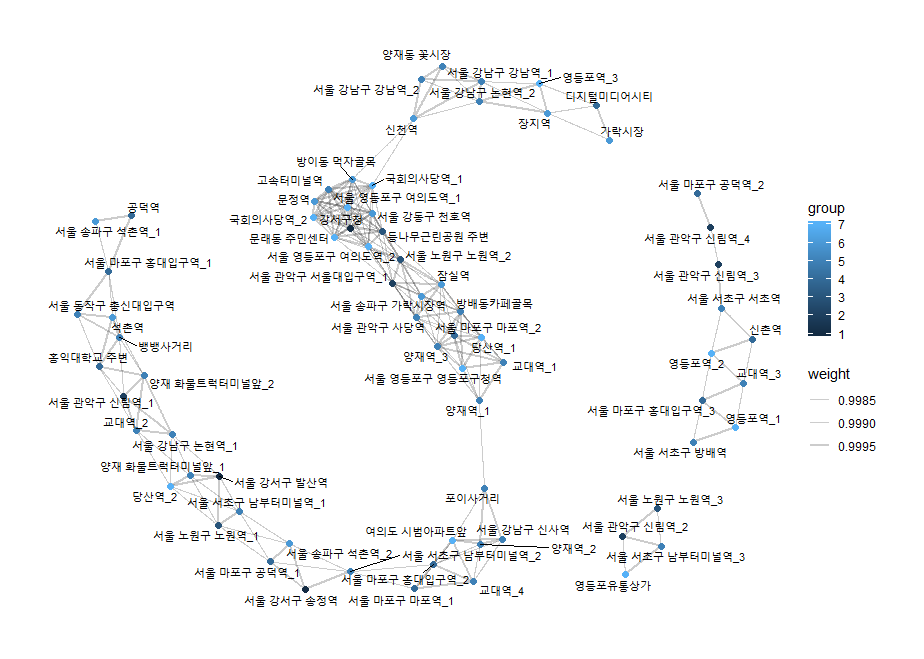 양재동 꽃시장
서울 강남구 강남역_1
영등포역_3
서울 강남구 강남역_2
서울 강남구 논현역_2
디지털미디어시티
신천역
장지역
가락시장
방이동 먹자골목
고속터미널역
국회의사당역_1
문정역
서울 영등포구 여의도역_1
국회의사당역_2
강서구청
서울 강동구 천호역
문래동 주민센터
등나무근린공원 주변
서울 영등포구 여의도역_2
서울 노원구 노원역_2
서울 관악구 서울대입구역_1
잠실역
서울 송파구 가락시장역
방배동카페골목
서울 관악구 사당역
서울 마포구 마포역_2
양재역_3
당산역_1
교대역_1
서울 영등포구 영등포구청역
양재역_1
공덕역
서울 송파구 석촌역_1
서울 마포구 홍대입구역_1
서울 동작구 총신대입구역
석촌역
뱅뱅사거리
홍익대학교 주변
양재 화물트럭터미널앞_2
서울 관악구 신림역_1
교대역_2
서울 강남구 논현역_1
양재 화물트럭터미널앞_1
서울 강서구 발산역
당산역_2
서울 서초구 남부터미널역_1
서울 노원구 노원역_1
서울 송파구 석촌역_2
서울 마포구 공덕역_1
서울 강서구 송정역
포이사거리
여의도 시범아파트앞
서울 강남구 신사역
양재역_2
서울 서초구 남부터미널역_2
서울 마포구 홍대입구역_2
서울 마포구 마포역_1
교대역_4
서울 마포구 공덕역_2
서울 관악구 신림역_4
서울 관악구 신림역_3
서울 서초구 서초역
신촌역
영등포역_2
교대역_3
서울 마포구 홍대입구역_3
영등포역_1
서울 서초구 방배역
서울 노원구 노원역_3
서울 관악구 신림역_2
서울 서초구 남부터미널역_3
영등포유통상가
group
7
6
5
4
3
2
1
weight
0.9985
0.9990
0.9995